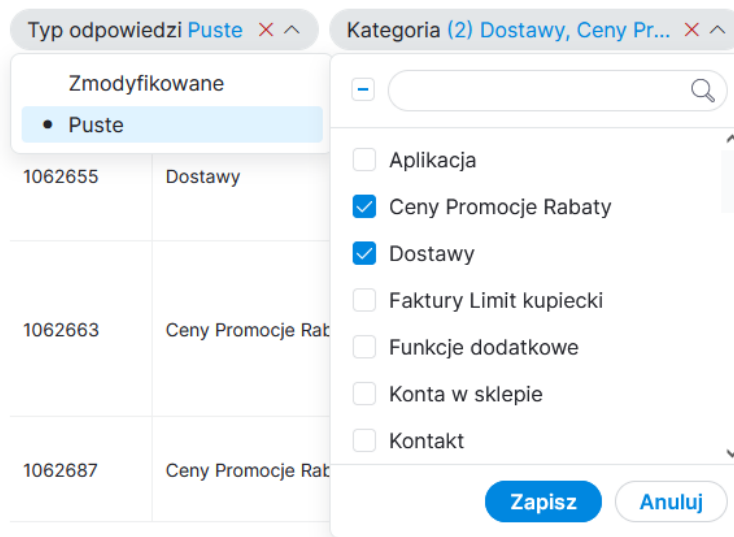 Typ odpowiedzi Puste
Kategoria (2) Dostawy, Ceny Pr...
Zmodyfikowane
Puste
Aplikacja
Ceny Promocje Rabaty
Dostawy
Faktury Limit kupiecki
Funkcje dodatkowe
Konta w sklepie
Kontakt
Zapisz
Anuluj
1062655
Dostawy
1062663
Ceny Promocje Rab
1062687
Ceny Promocje Rab